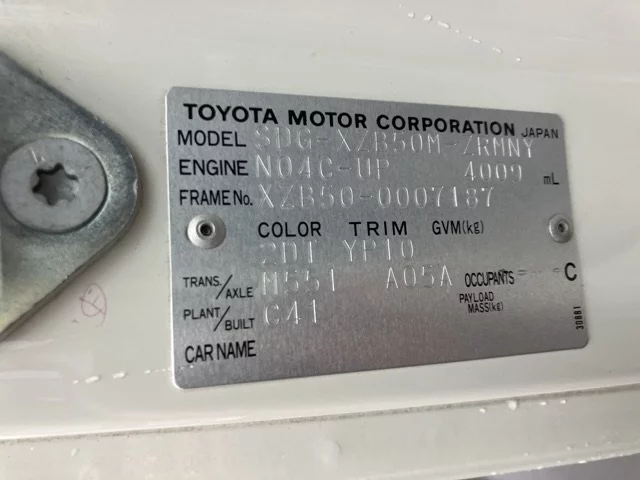 TOYOTA MOTOR CORPORATION JAPAN
MODEL SDG-XZB50M-ZRMNY
ENGINE N04C-UP 4009 mL
FRAME No. XZB50-0007187
COLOR TRIM GVM(kg)
2DT YP10
TRANS./AXLE M551 A05A OCCUPANTS C
PLANT/BUILT C41 PAYLOAD MASS(kg)
CAR NAME
30881